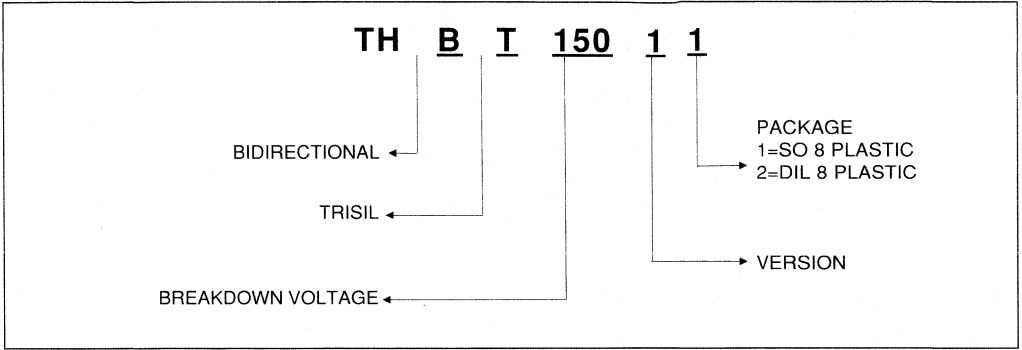 TH B T 150 1 1
PACKAGE
1=SO 8 PLASTIC
2=DIL 8 PLASTIC
BIDIRECTIONAL
TRISIL
VERSION
BREAKDOWN VOLTAGE